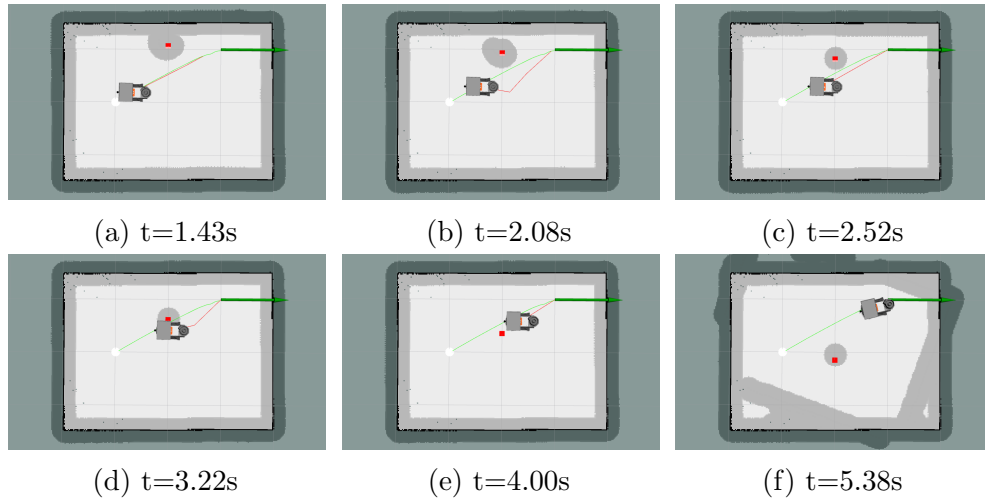 (a) t=1.43s
(b) t=2.08s
(c) t=2.52s
(d) t=3.22s
(e) t=4.00s
(f) t=5.38s